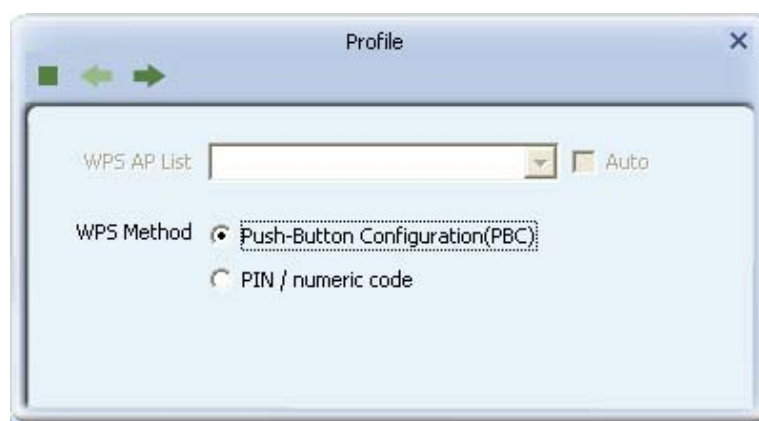 Profile
WPS AP List Auto
WPS Method Push-Button Configuration(PBC)
PIN / numeric code